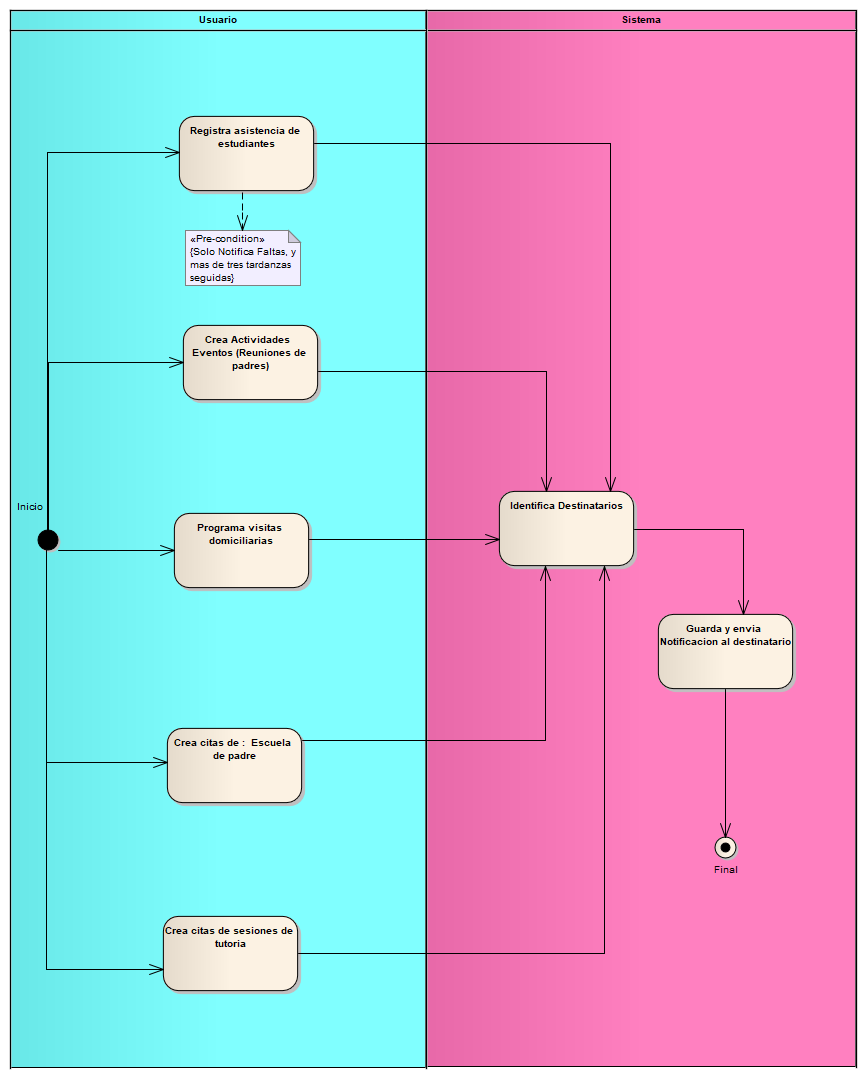 Usuario
Sistema
Registra asistencia de
estudiantes
«Pre-condition»
{Solo Notifica Faltas, y
mas de tres tardanzas
seguidas}
Crea Actividades
Eventos (Reuniones de
padres)
Inicio
Programa visitas
domiciliarias
Identifica Destinatarios
Guarda y envia
Notificacion al destinatario
Crea citas de :  Escuela
de padre
Final
Crea citas de sesiones de
tutoria